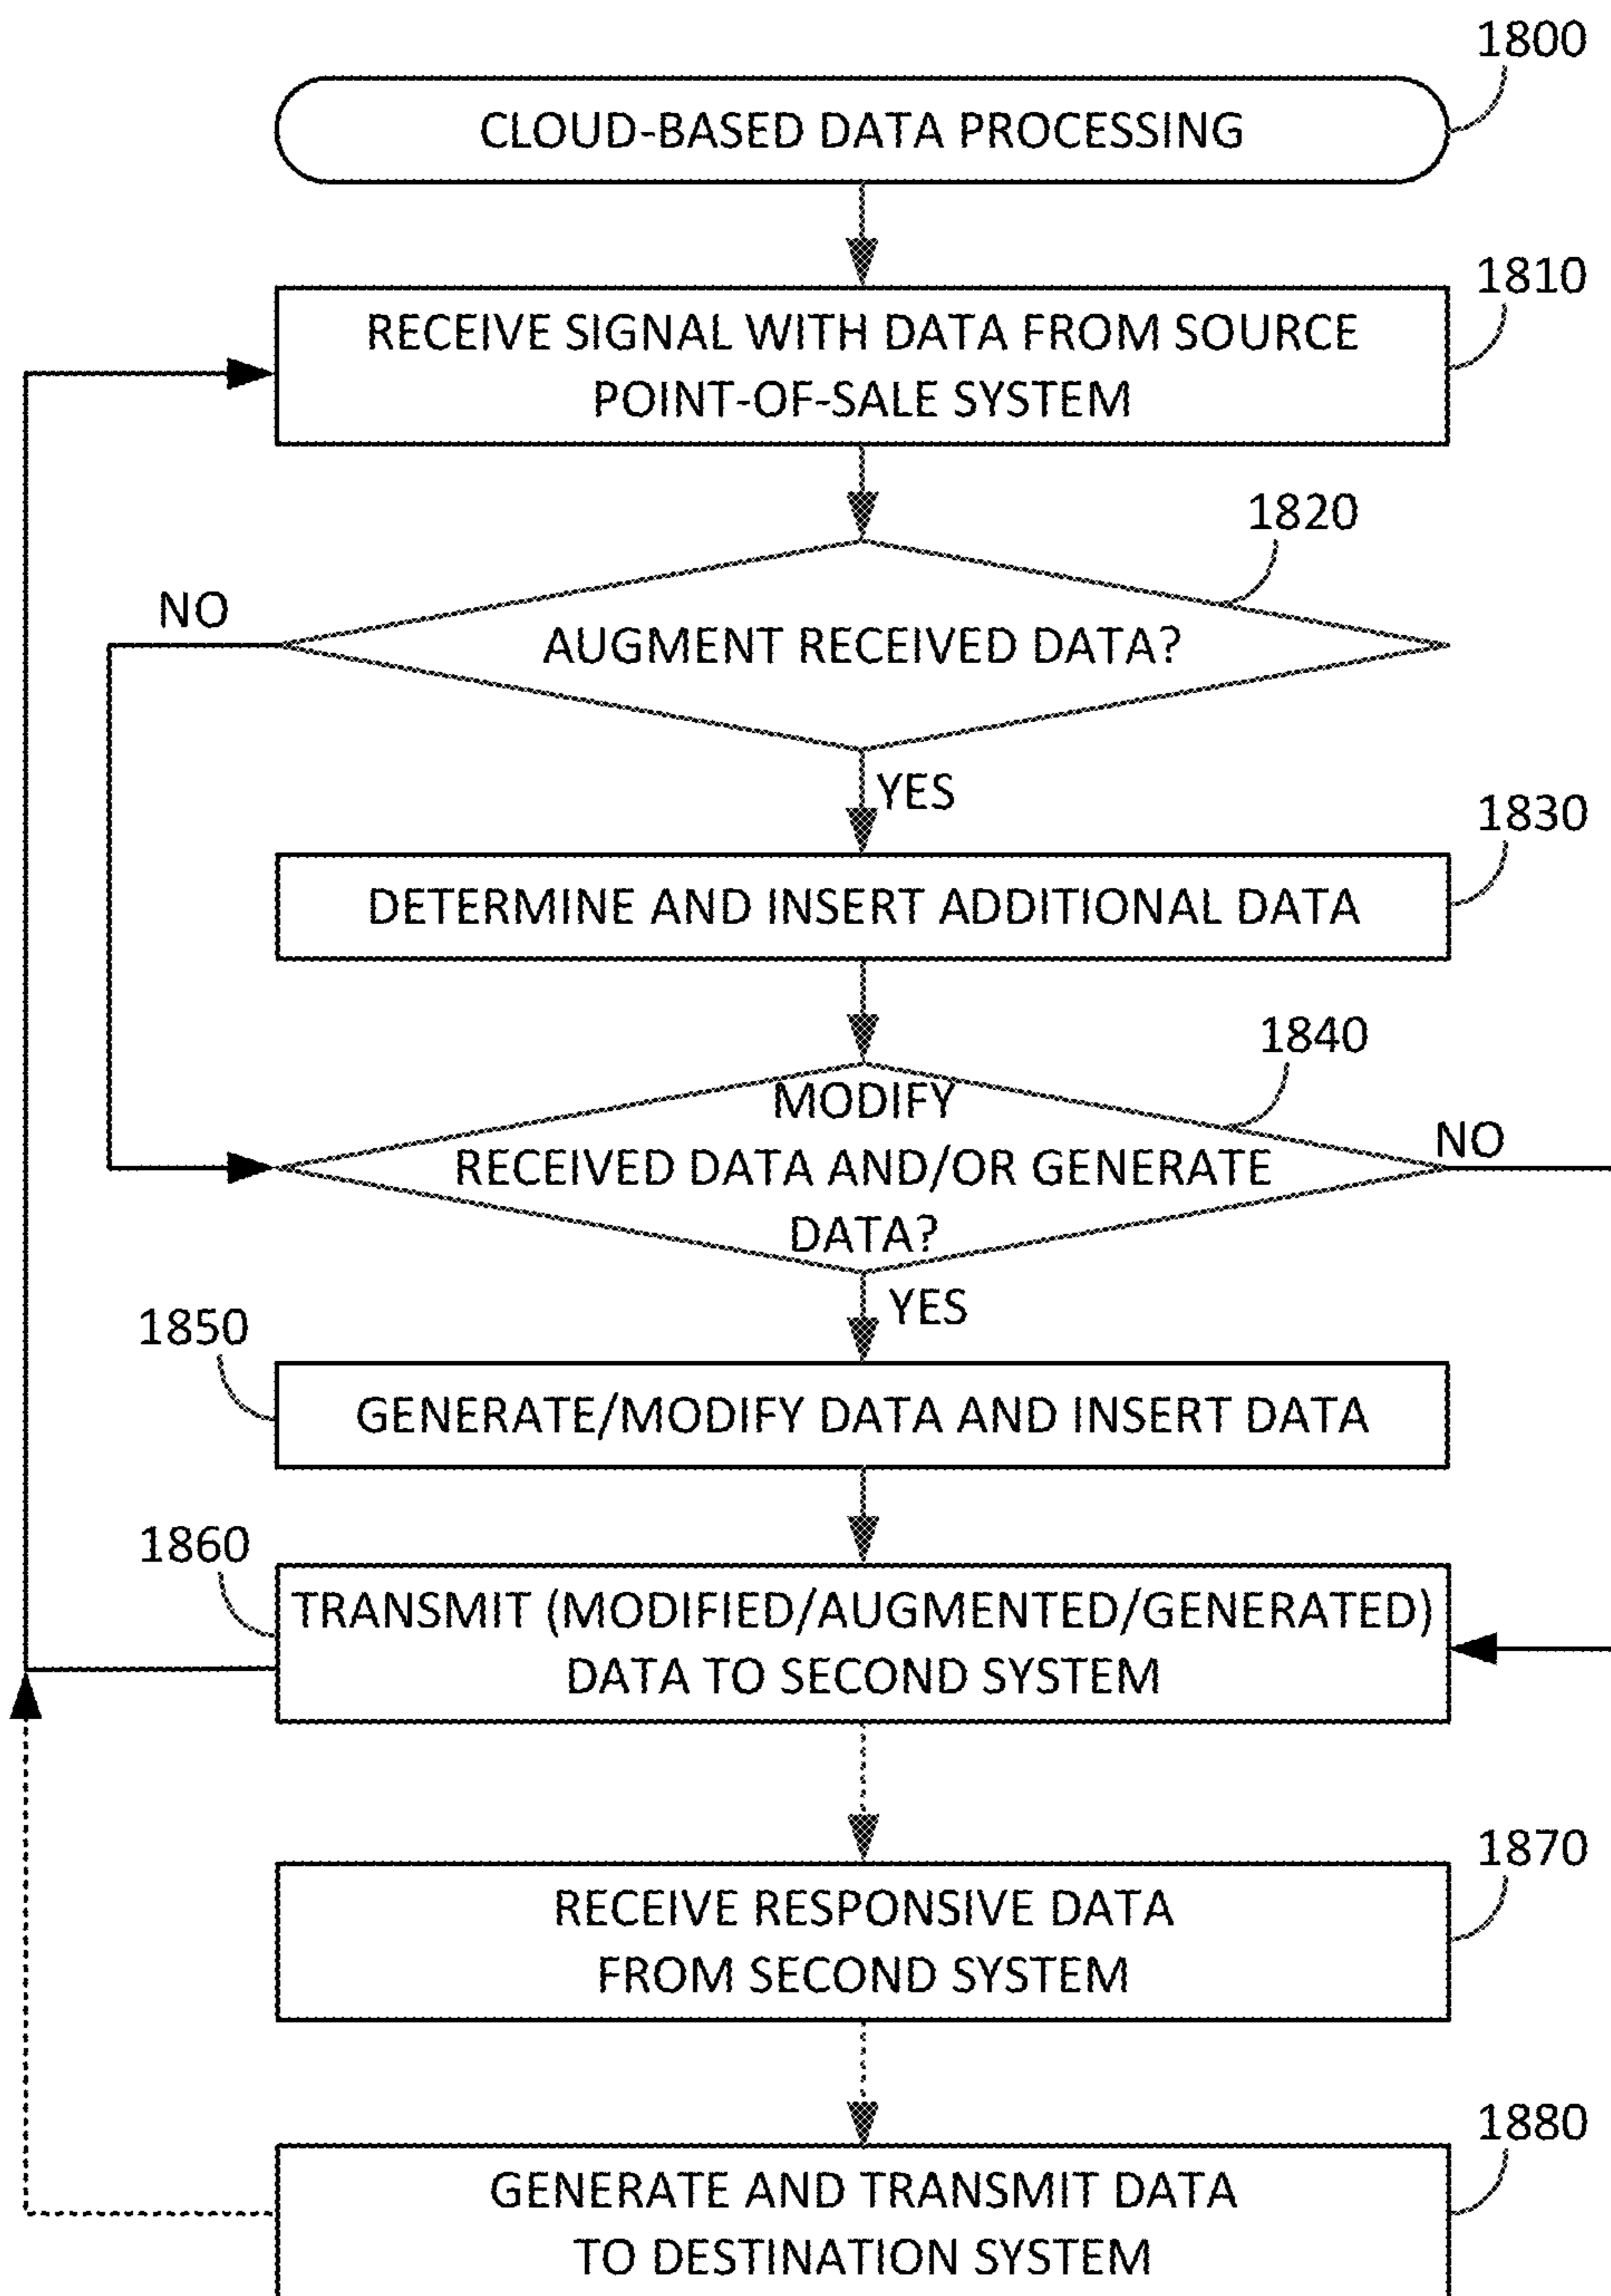 1800
CLOUD-BASED DATA PROCESSING
1810
RECEIVE SIGNAL WITH DATA FROM SOURCE
POINT-OF-SALE SYSTEM
1820
NO
AUGMENT RECEIVED DATA?
YES
1830
DETERMINE AND INSERT ADDITIONAL DATA
1840
MODIFY
NO
RECEIVED DATA AND/OR GENERATE
DATA?
YES
1850
GENERATE/MODIFY DATA AND INSERT DATA
1860
TRANSMIT (MODIFIED/AUGMENTED/GENERATED)
DATA TO SECOND SYSTEM
1870
RECEIVE RESPONSIVE DATA
FROM SECOND SYSTEM
1880
GENERATE AND TRANSMIT DATA
TO DESTINATION SYSTEM